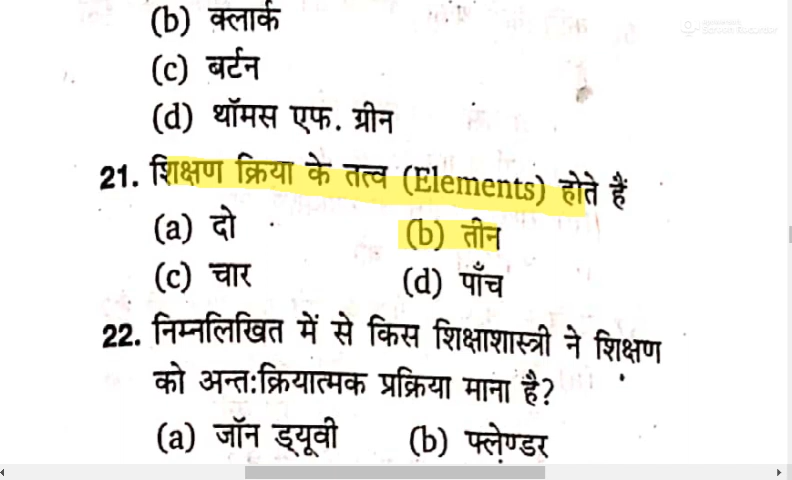 (b) क्लार्क
(c) बर्टन
(d) थॉमस एफ. ग्रीन
21. शिक्षण क्रिया के तत्व (Elements) होते हैं
(a) दो (b) तीन
(c) चार (d) पाँच
22. निम्नलिखित में से किस शिक्षाशास्त्री ने शिक्षण
को अन्तःक्रियात्मक प्रक्रिया माना है?
(a) जॉन ड्यूवी (b) फ्लेण्डर